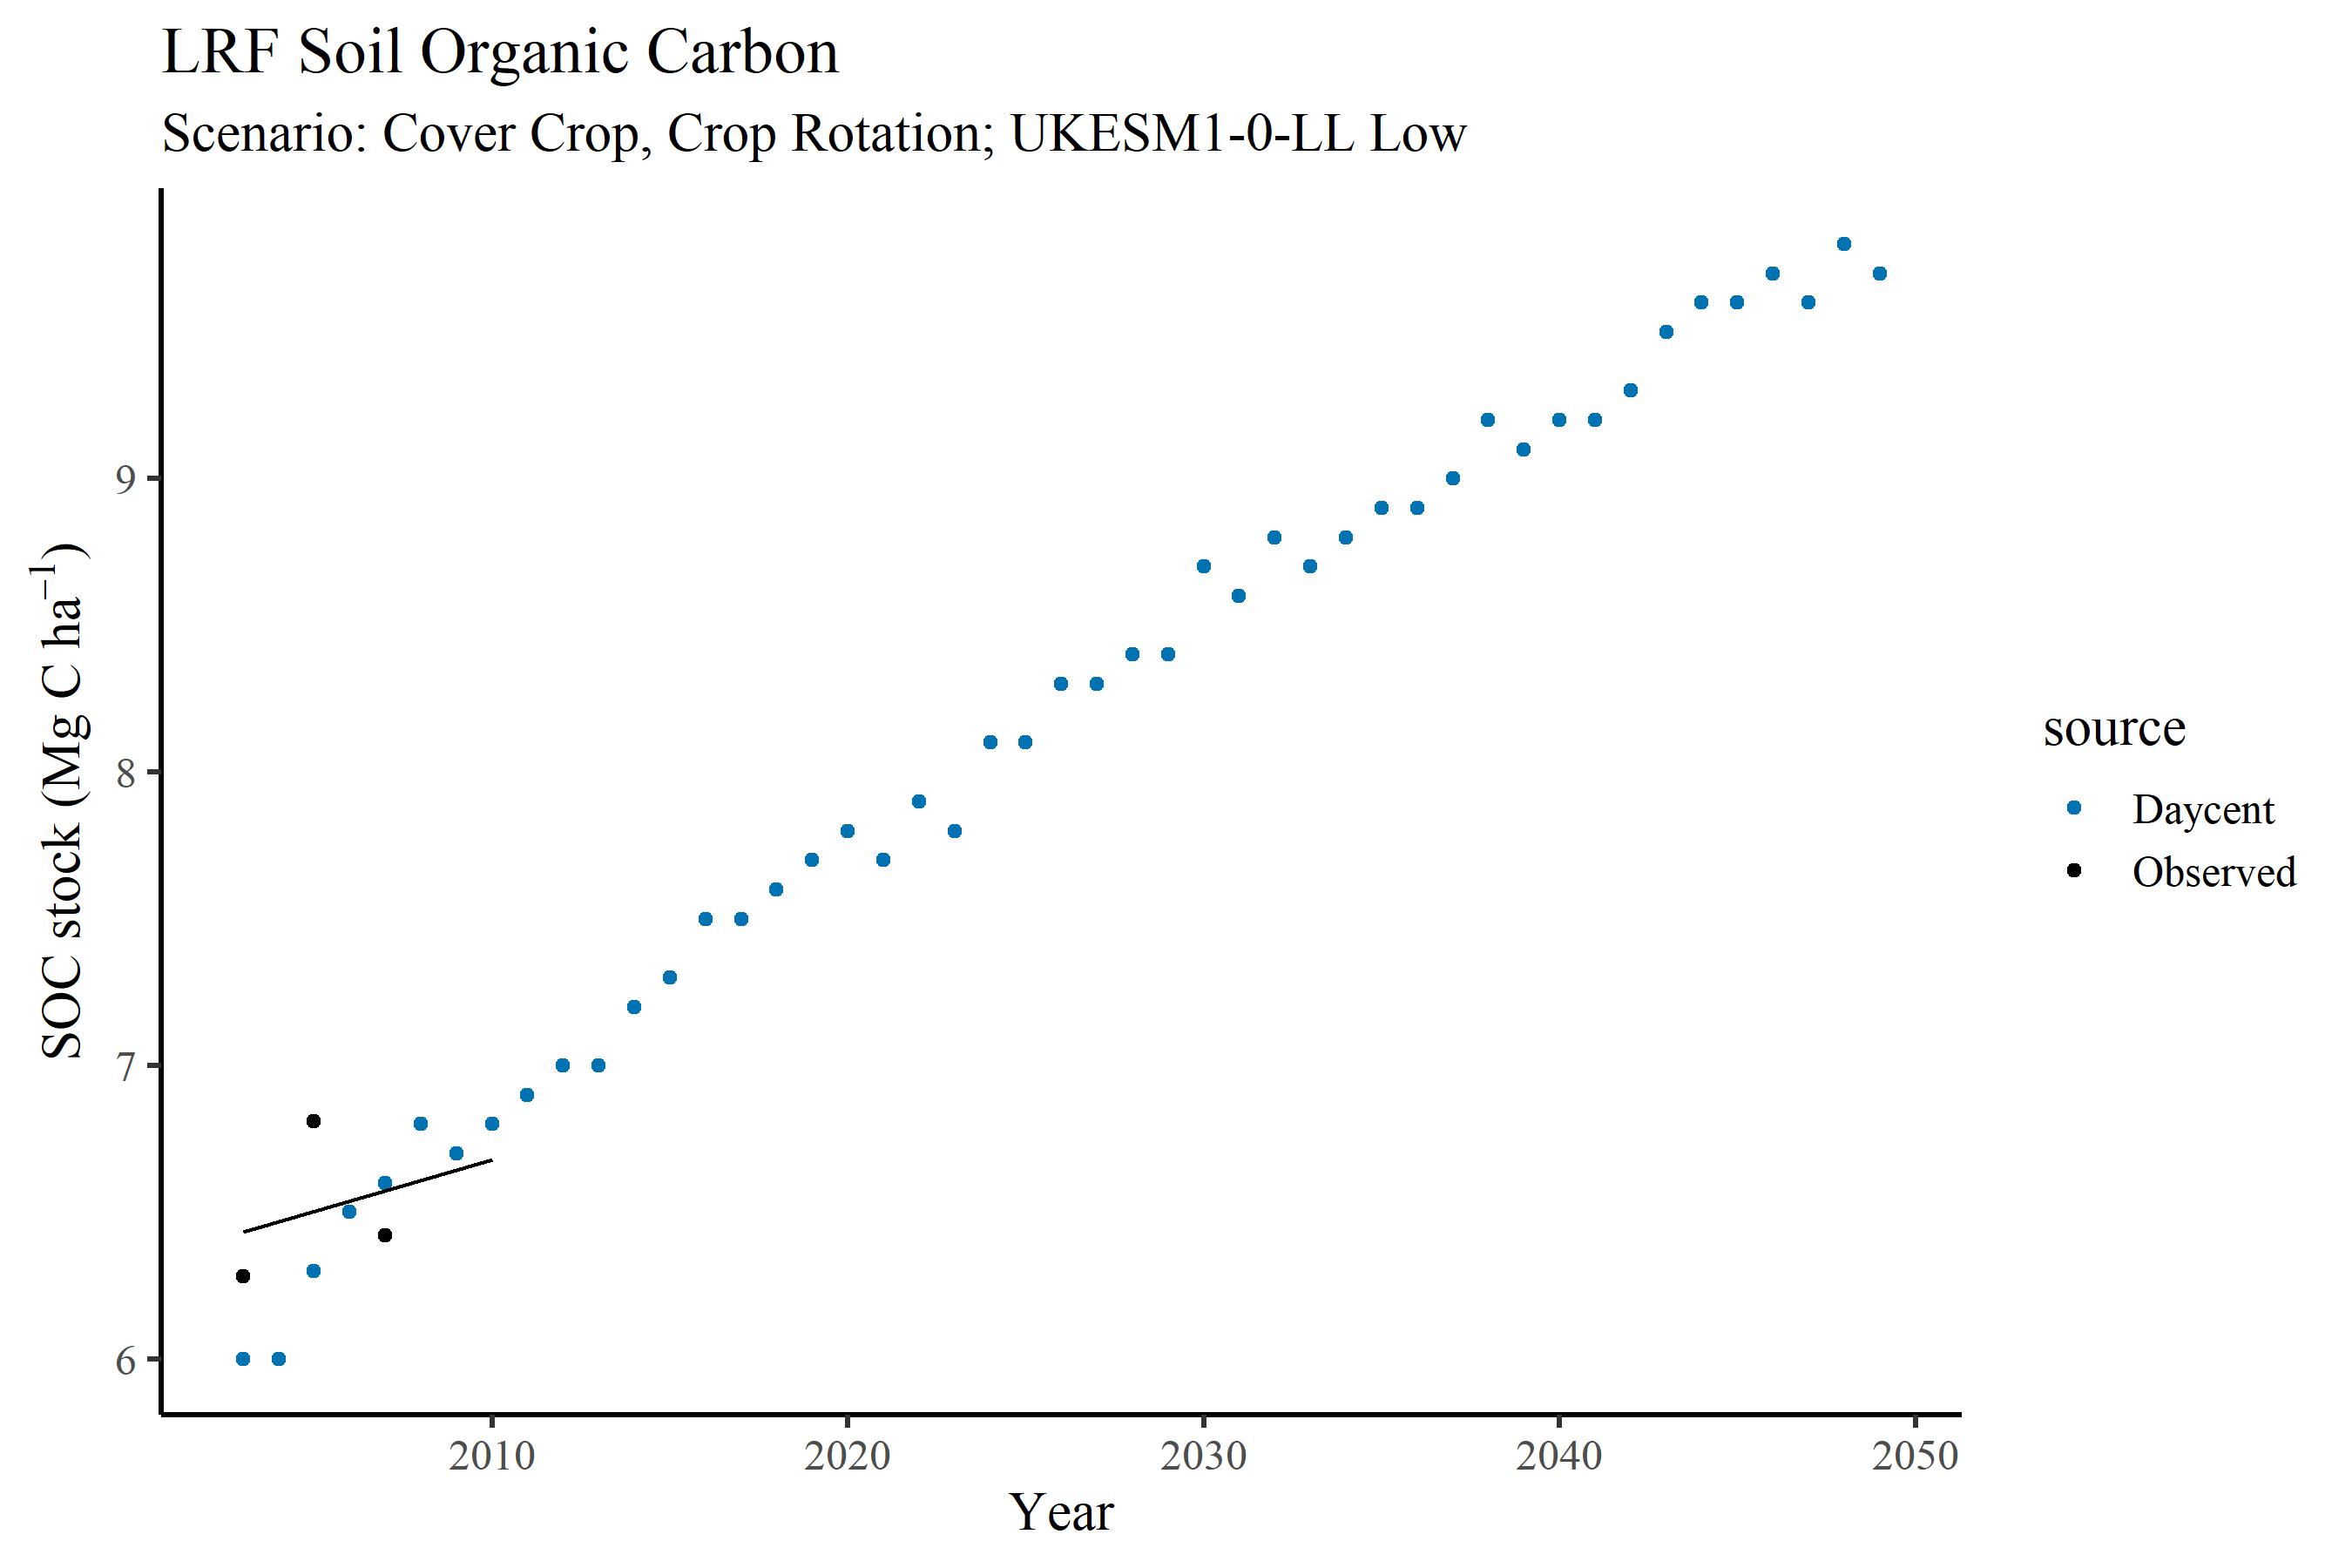 LRF Soil Organic Carbon
Scenario: Cover Crop, Crop Rotation; UKESM1-0-LL Low
SOC stock (Mg C ha⁻¹)
9
8
7
6
2010 2020 2030 2040 2050
Year
source
Daycent
Observed